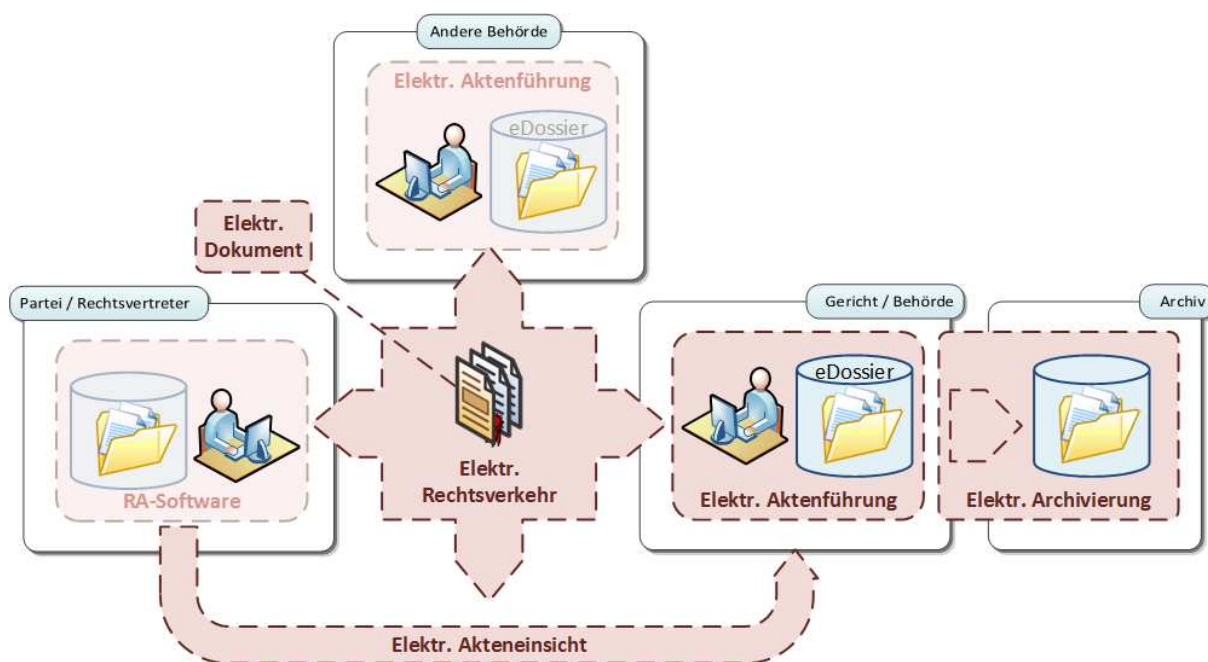 Andere Behörde
Elektr. Aktenführung
eDossier
Elektr.
Dokument
Partei / Rechtsvertreter
RA-Software
Elektr.
Rechtsverkehr
Gericht / Behörde
eDossier
Elektr. Aktenführung
Archiv
Elektr. Archivierung
Elektr. Akteneinsicht